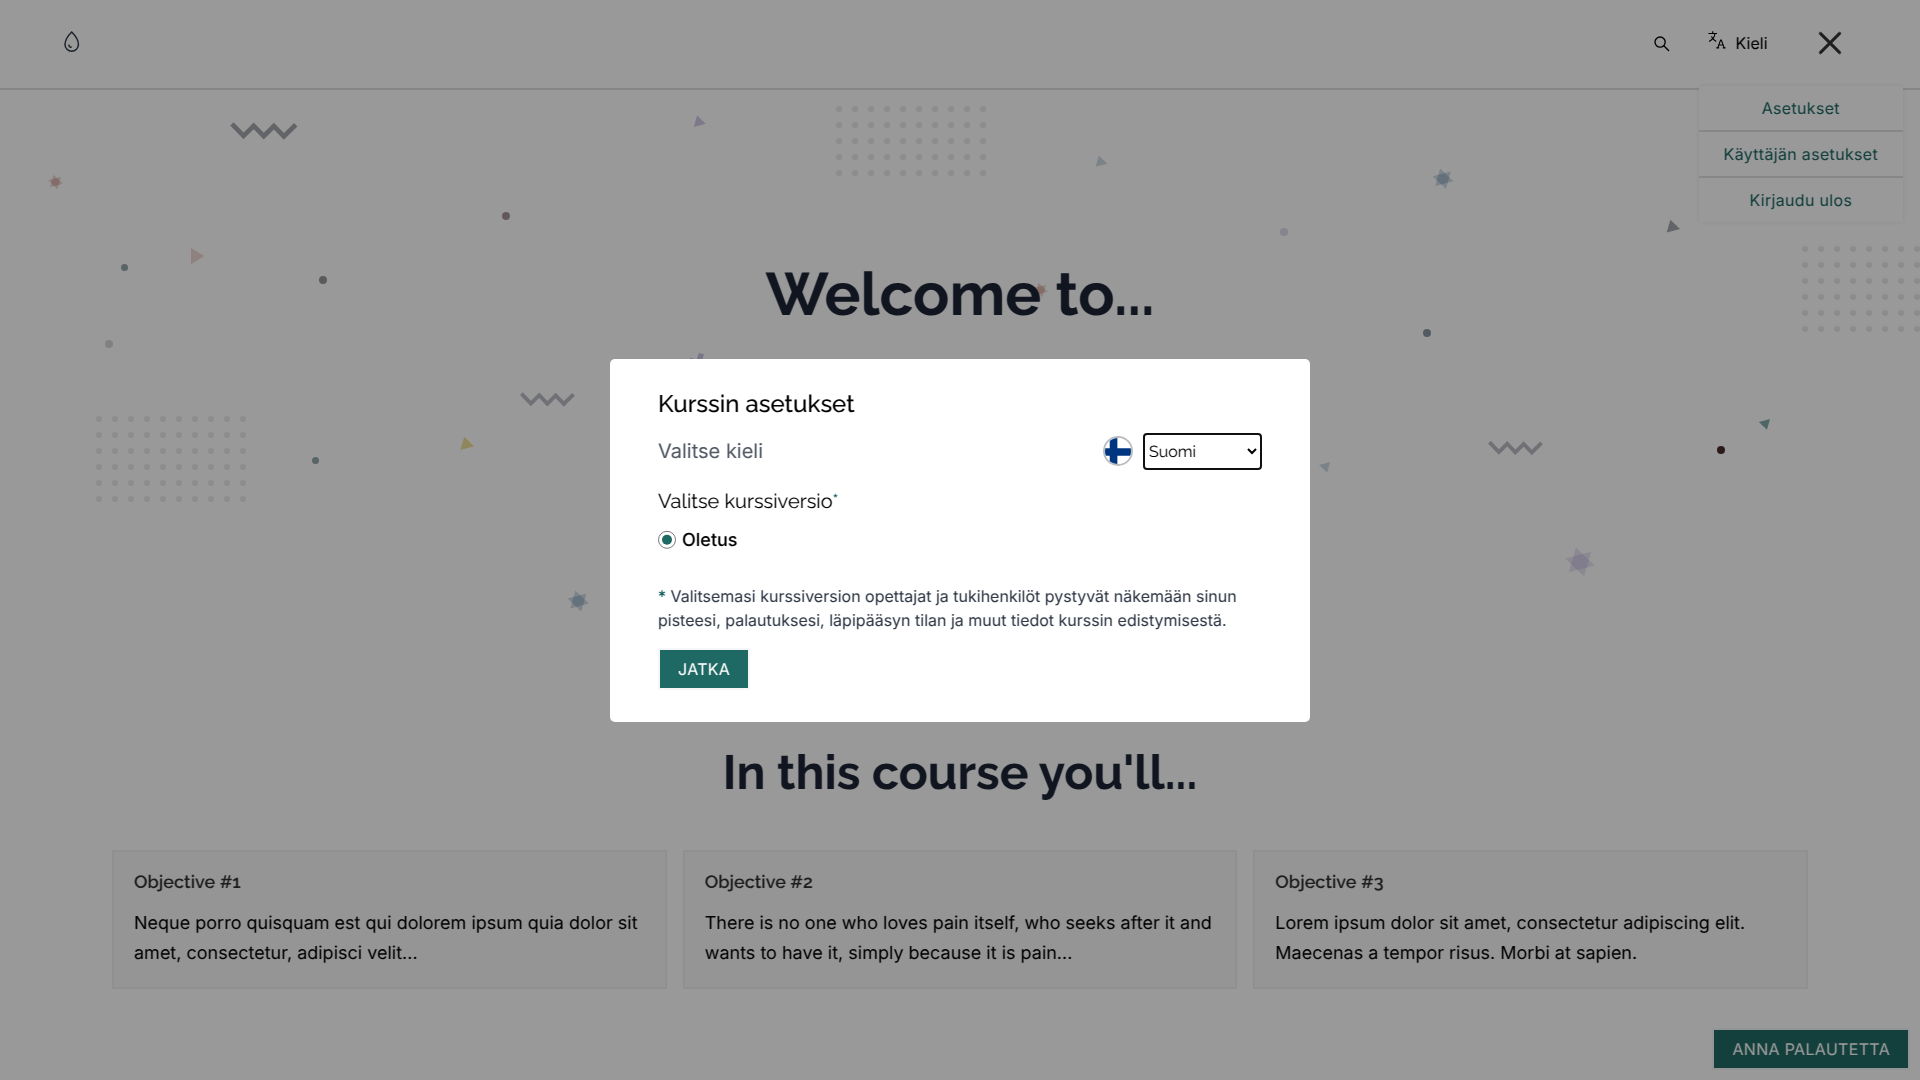 Kieli
Asetukset
Käyttäjän asetukset
Kirjaudu ulos
Welcome to...
Kurssin asetukset
Valitse kieli
Suomi
Valitse kurssiversio*
Oletus
* Valitsemasi kurssiversion opettajat ja tukihenkilöt pystyvät näkemään sinun
pisteesi, palautuksesi, läpipääsyn tilan ja muut tiedot kurssin edistymisestä.
JATKA
In this course you'll...
Objective #1
Neque porro quisquam est qui dolorem ipsum quia dolor sit
amet, consectetur, adipisci velit...
Objective #2
There is no one who loves pain itself, who seeks after it and
wants to have it, simply because it is pain...
Objective #3
Lorem ipsum dolor sit amet, consectetur adipiscing elit.
Maecenas a tempor risus. Morbi at sapien.
ANNA PALAUTETTA